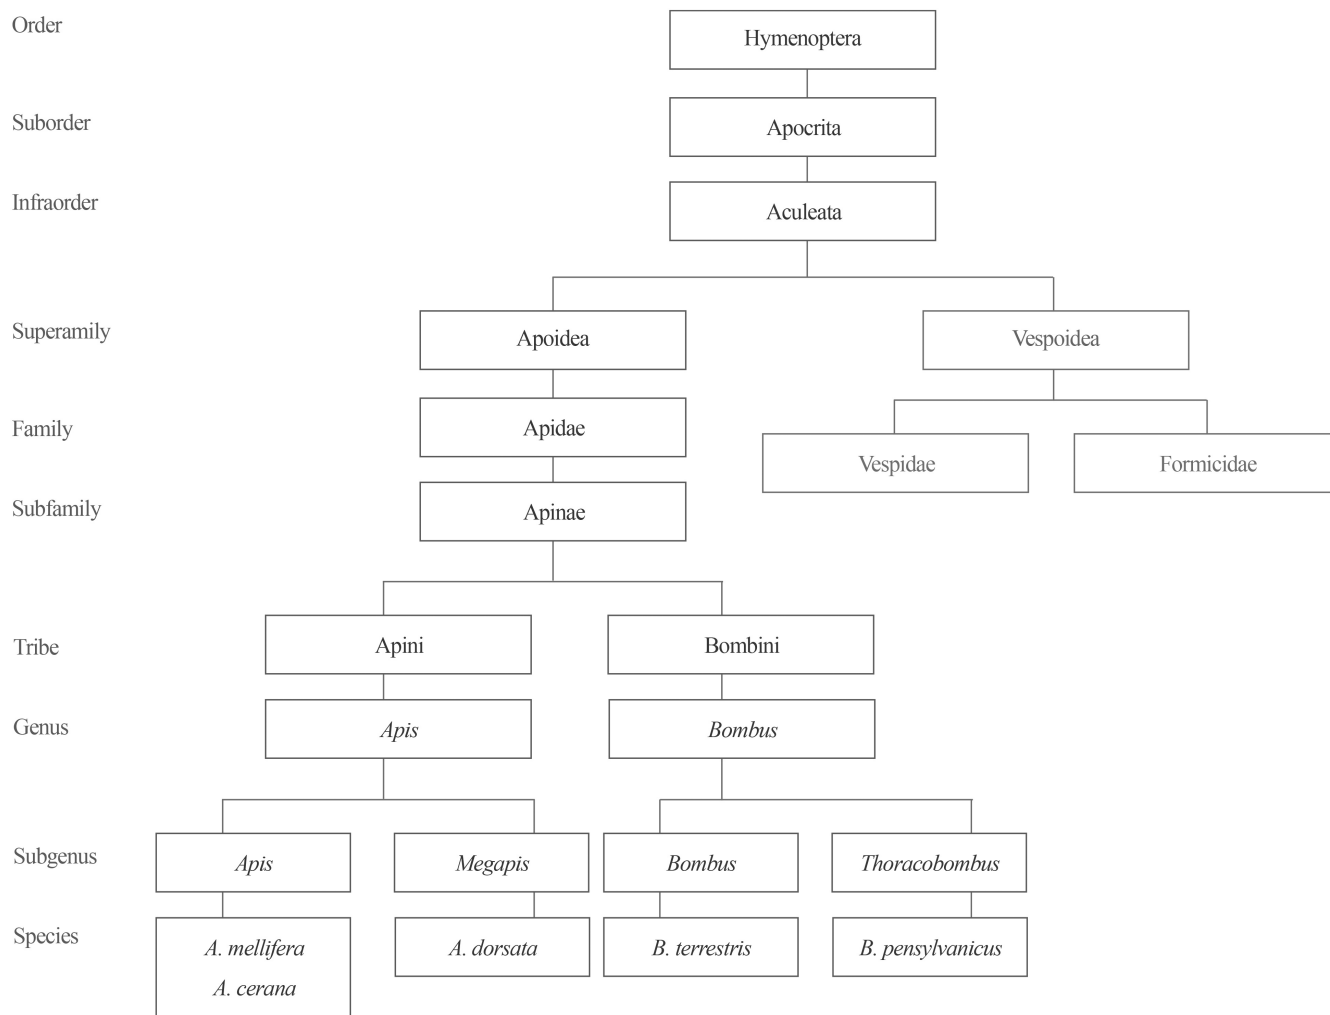 Order
Hymenoptera
Suborder
Apocrita
Infraorder
Aculeata
Superamily
Apoidea
Vespoidea
Family
Apidae
Vespidae
Formicidae
Subfamily
Apinae
Tribe
Apini
Bombini
Genus
Apis
Bombus
Subgenus
Apis
Megapis
Bombus
Thoracobombus
Species
A. mellifera
A. cerana
A. dorsata
B. terrestris
B. pensylvanicus